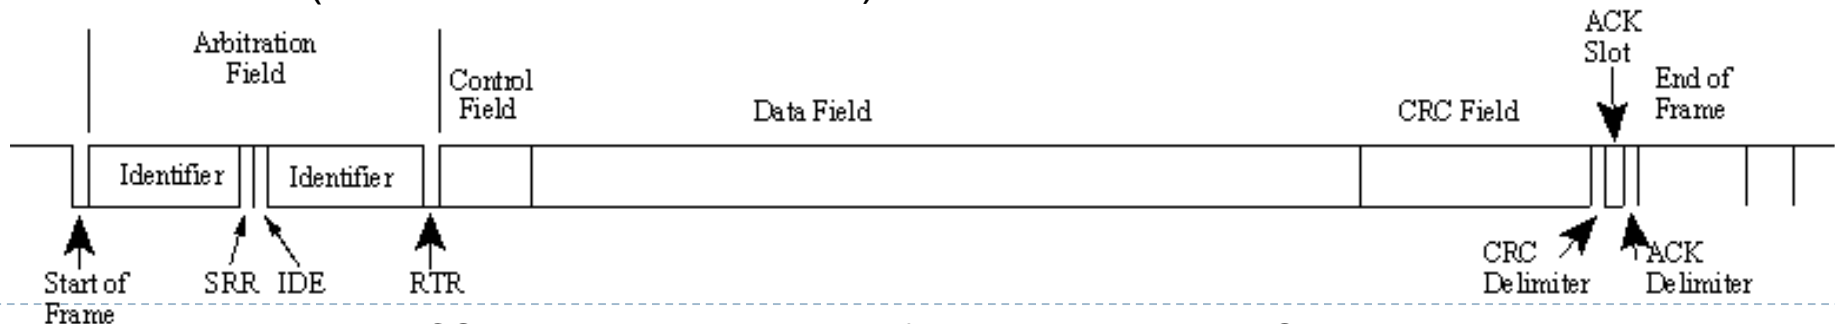 Arbitration
Field
Control
Field
Data Field
CRC Field
ACK
Slot
End of
Frame
Identifier
Identifier
Start of
Frame
SRR
IDE
RTR
CRC
Delimiter
ACK
Delimiter